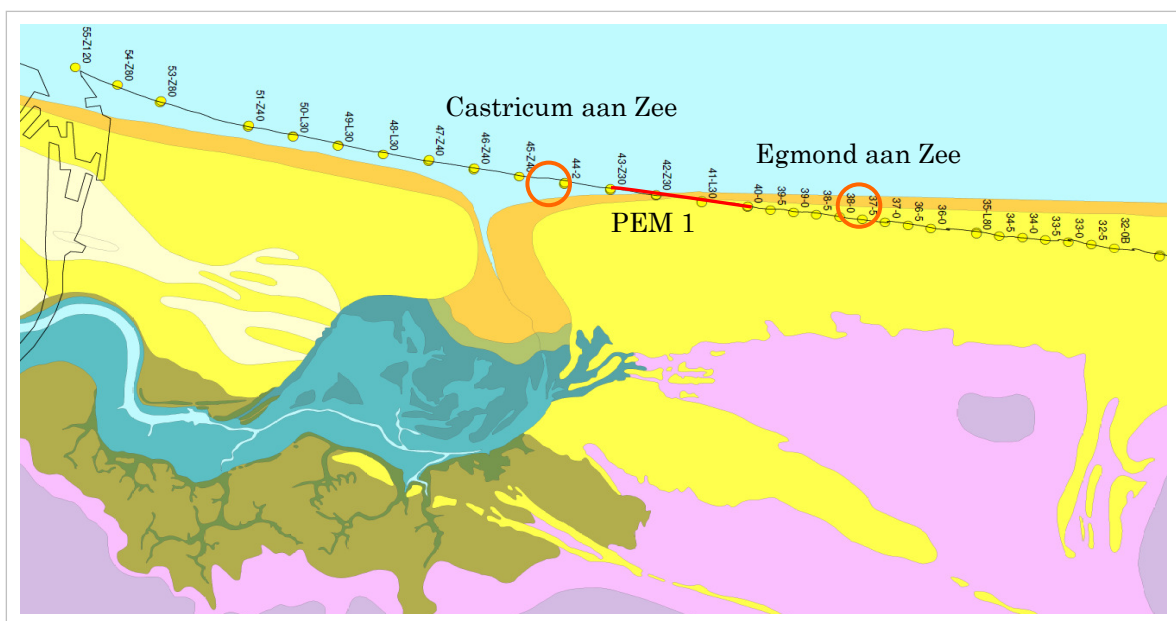 55-Z120
54-Z80
53-Z80
51-Z40
50-L30
49-L30
48-L30
47-Z40
46-Z40
45-Z40
44-2
43-Z30
42-Z30
41-L30
40-0
39-5
39-0
38-5
38-0
37-5
37-0
36-5
36-0
35-L80
34-5
34-0
33-5
33-0
32-5
32-0B
Castricum aan Zee
Egmond aan Zee
PEM 1